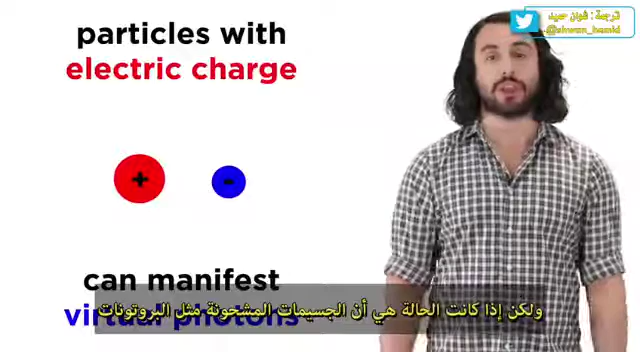 ترجمة : شوان حميد
@shwan_hamid
particles with
electric charge
+
-
can manifest
virtual photons
ولكن إذا كانت الحالة هي أن الجسيمات المشحونة مثل البروتونات